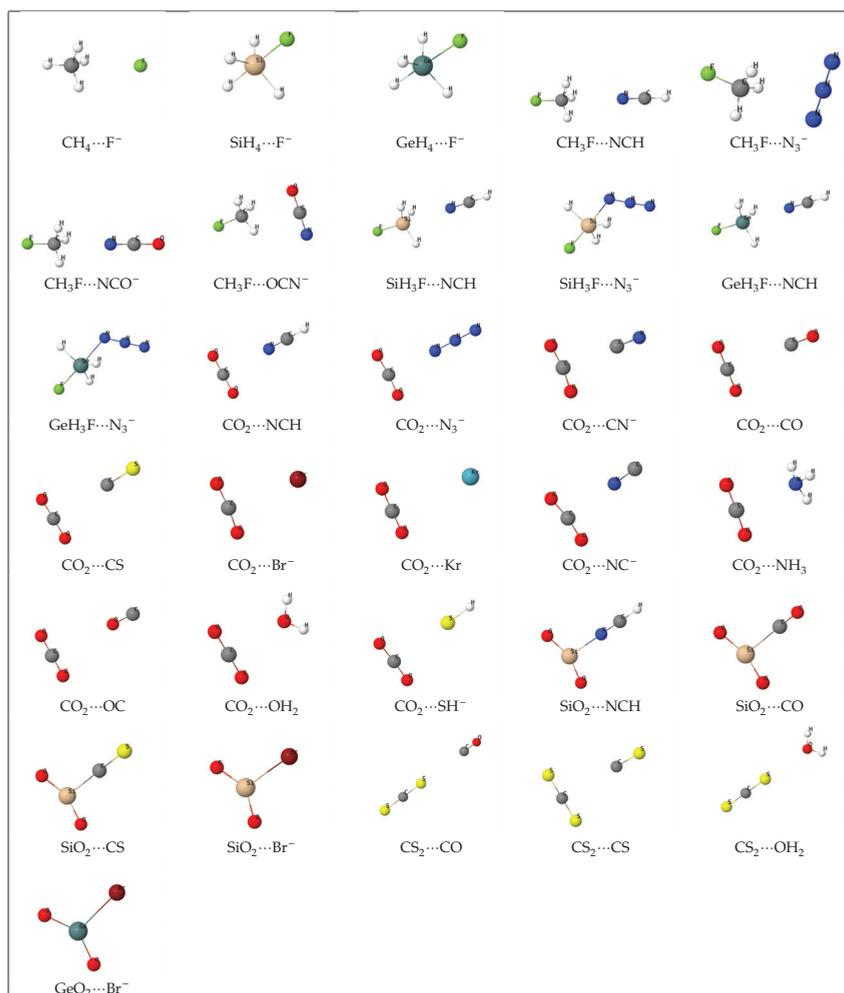 CH₄···F⁻ SiH₄···F⁻ GeH₄···F⁻ CH₃F···NCH CH₃F···N₃⁻
CH₃F···NCO⁻ CH₃F···OCN⁻ SiH₃F···NCH SiH₃F···N₃⁻ GeH₃F···NCH
GeH₃F···N₃⁻ CO₂···NCH CO₂···N₃⁻ CO₂···CN⁻ CO₂···CO
CO₂···CS CO₂···Br⁻ CO₂···Kr CO₂···NC⁻ CO₂···NH₃
CO₂···OC CO₂···OH₂ CO₂···SH⁻ SiO₂···NCH SiO₂···CO
SiO₂···CS SiO₂···Br⁻ CS₂···CO CS₂···CS CS₂···OH₂
GeO₂···Br⁻